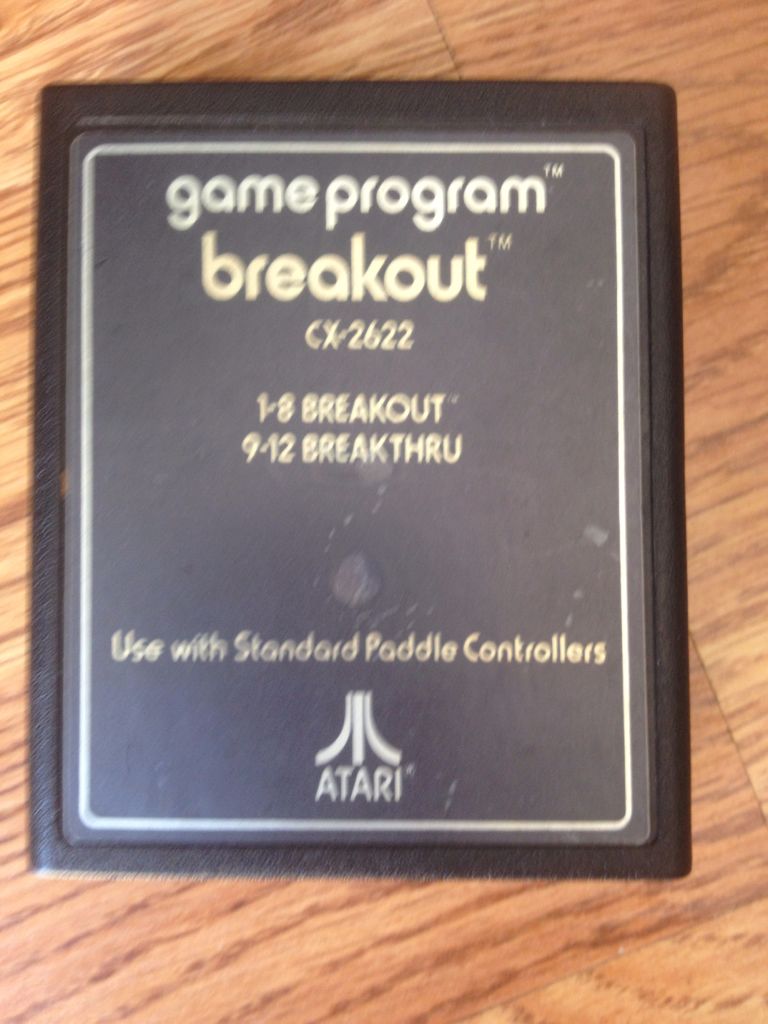 game program™
breakout™
CX-2622
1-8 BREAKOUT™
9-12 BREAKTHRU
Use with Standard Paddle Controllers
ATARI®